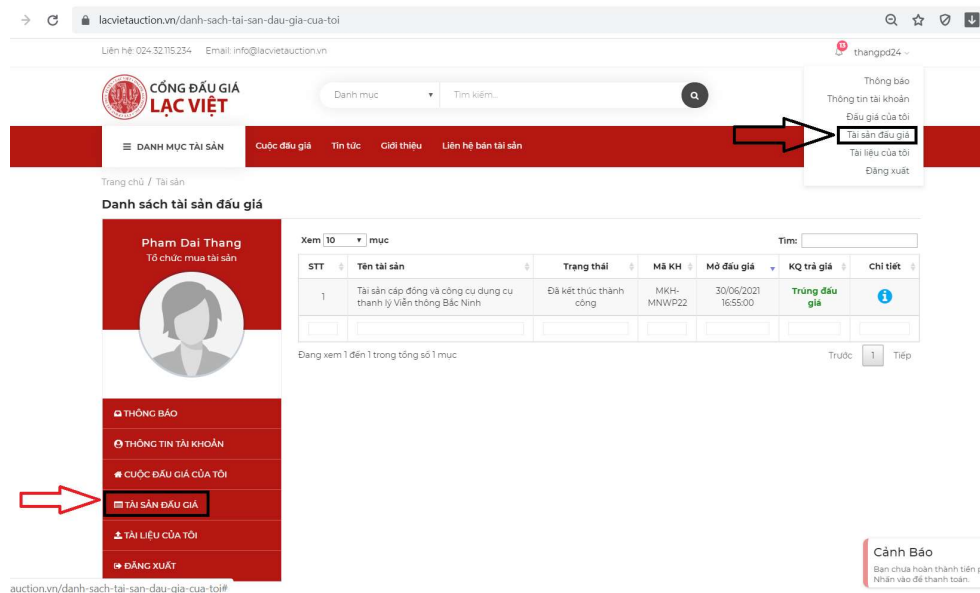 lacvietauction.vn/danh-sach-tai-san-dau-gia-cua-toi
Liên hệ: 024.32.115.234 Email: info@lacvietauction.vn
thangpd24
CỔNG ĐẤU GIÁ
LẠC VIỆT
Danh mục
Tìm kiếm...
Thông báo
Thông tin tài khoản
Đấu giá của tôi
Tài sản đấu giá
Tài liệu của tôi
Đăng xuất
DANH MỤC TÀI SẢN Cuộc đấu giá Tin tức Giới thiệu Liên hệ bán tài sản
Trang chủ / Tài sản
Danh sách tài sản đấu giá
Pham Dai Thang
Tổ chức mua tài sản
THÔNG BÁO
THÔNG TIN TÀI KHOẢN
CUỘC ĐẤU GIÁ CỦA TÔI
TÀI SẢN ĐẤU GIÁ
TÀI LIỆU CỦA TÔI
ĐĂNG XUẤT
Xem 10 mục Tìm:
STT Tên tài sản Trạng thái Mã KH Mở đấu giá KQ trả giá Chi tiết
1 Tài sản cáp đồng và công cụ dụng cụ Đã kết thúc thành MKH- 30/06/2021 Trúng đấu
thanh lý Viễn thông Bắc Ninh công MNWP22 16:55:00 giá
Đang xem 1 đến 1 trong tổng số 1 mục Trước 1 Tiếp
Cảnh Báo
Bạn chưa hoàn thành tiền
Nhấn vào để thanh toán.
auction.vn/danh-sach-tai-san-dau-gia-cua-toi#